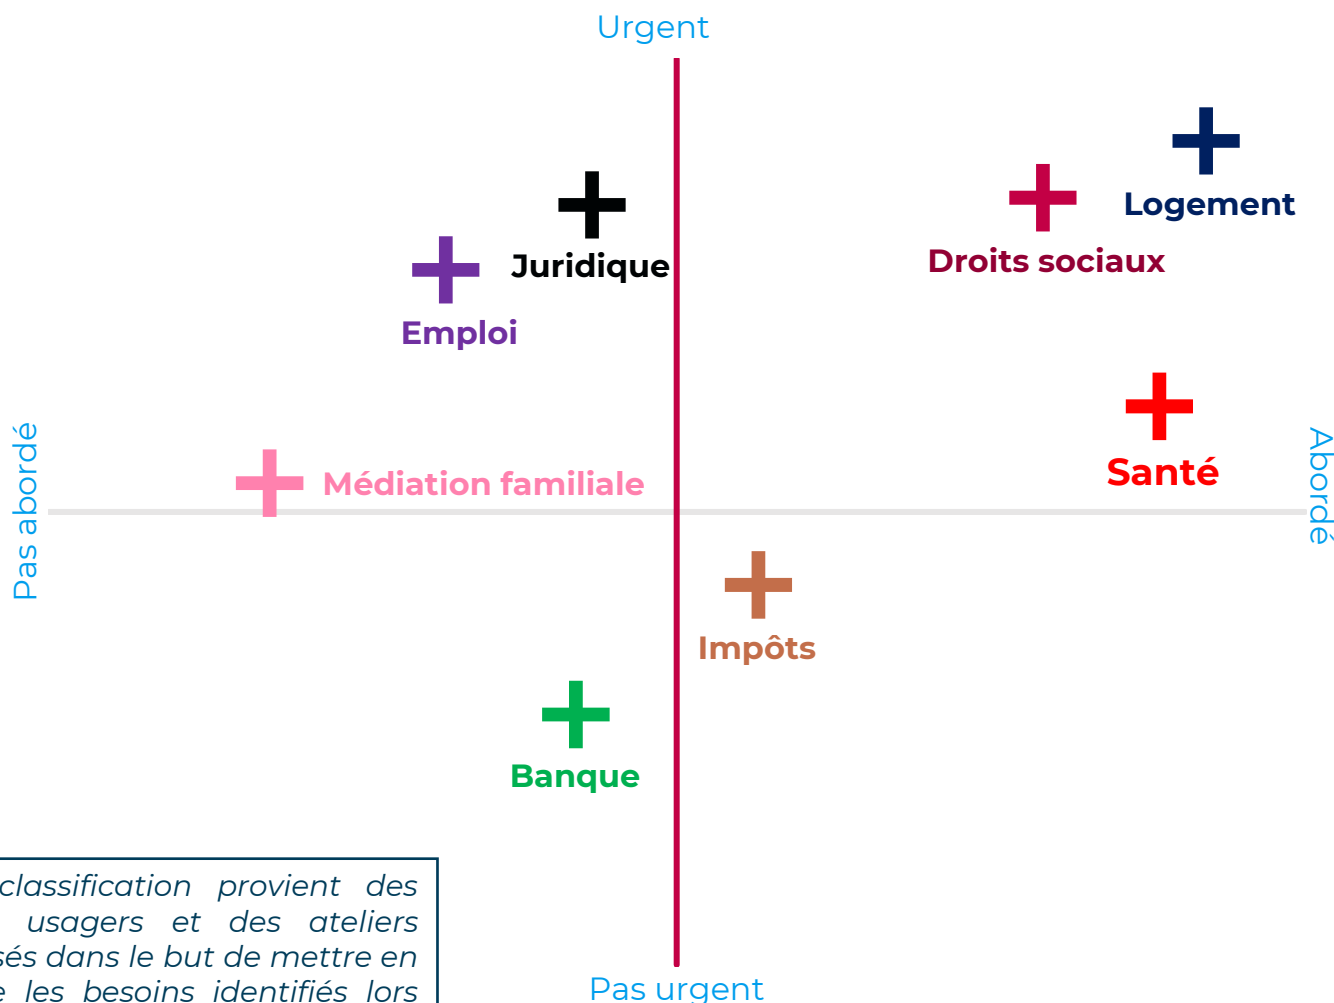 Urgent
Logement
Droits sociaux
Juridique
Emploi
Pas abordé
Abordé
Santé
Médiation familiale
Impôts
Banque
classification provient des
usagers et des ateliers
dans le but de mettre en
les besoins identifiés lors
Pas urgent